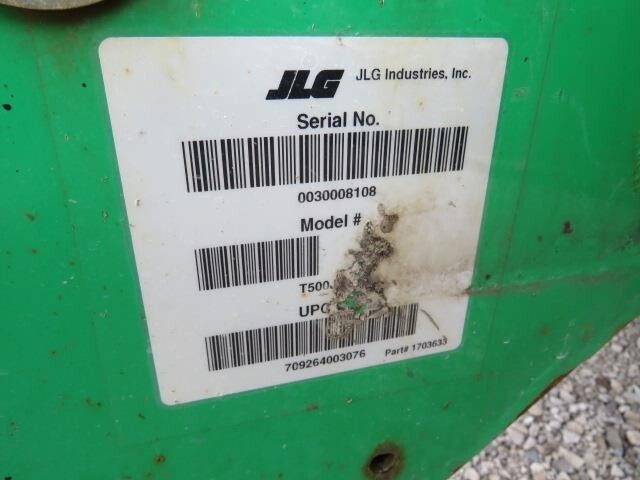 JLG JLG Industries, Inc.
Serial No.
0030008108
Model #
T500
UPC
709264003076 Part# 1703633